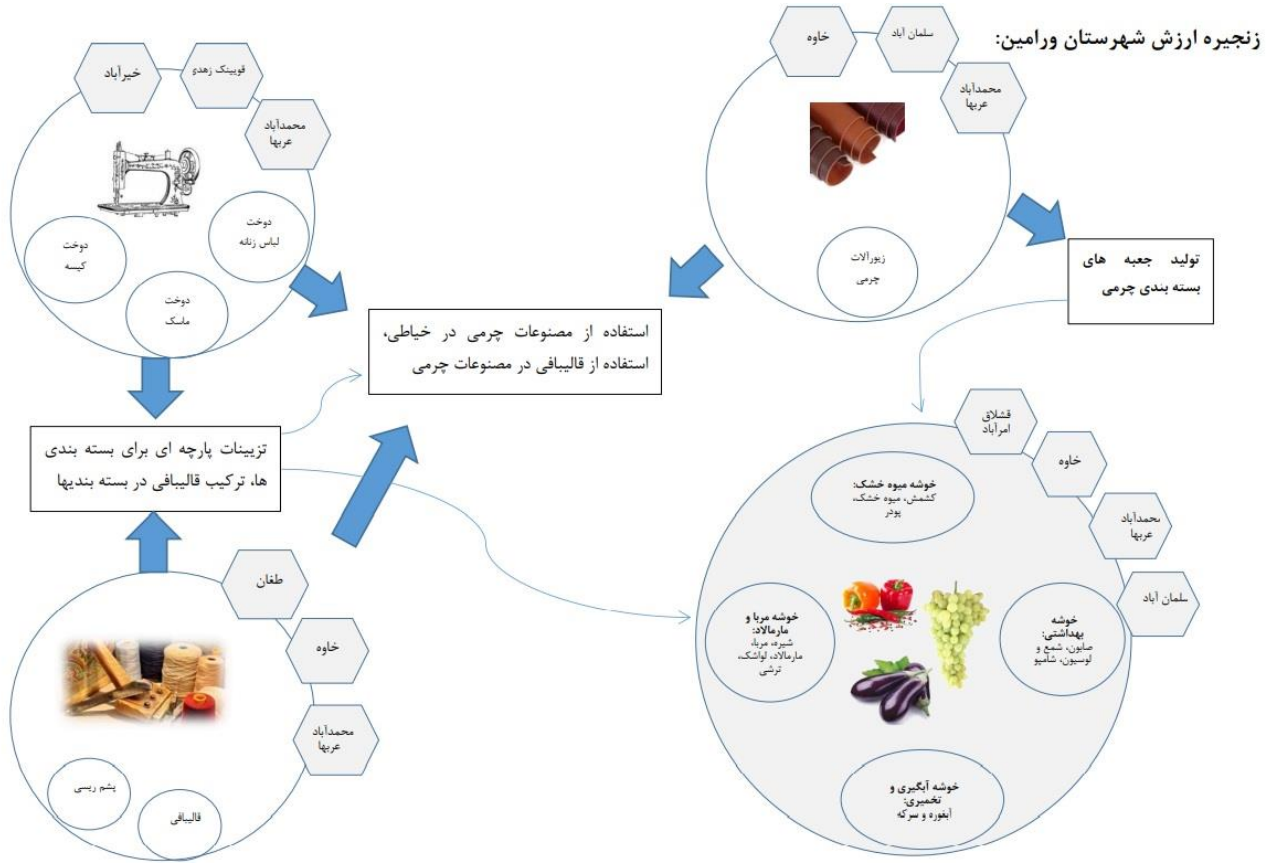 زنجیره ارزش شهرستان ورامین:
سلمان آباد
خاوه
محمدآباد
عربها
زیورآلات
چرمی
تولید جعبه های
بسته بندی چرمی
قویینک زهدی
خیرآباد
محمدآباد
عربها
دوخت
لباس زنانه
دوخت
کیسه
دوخت
ماسک
استفاده از مصنوعات چرمی در خیاطی،
استفاده از قالیبافی در مصنوعات چرمی
تزیینات پارچه ای برای بسته بندی
ها، ترکیب قالیبافی در بسته بندیها
طغان
خاوه
محمدآباد
عربها
پشم ریسی
قالیبافی
قشلاق
امرآباد
خاوه
محمدآباد
عربها
سلمان آباد
خوشه میوه خشک:
کشمش، میوه خشک،
پودر
خوشه
بهداشتی:
صابون، شمع و
لوسیون، شامپو
خوشه مربا و
مارمالاد:
شیره، مربا،
مارمالاد، لواشک،
ترشی
خوشه آبگیری و
تخمیری:
آبغوره و سرکه